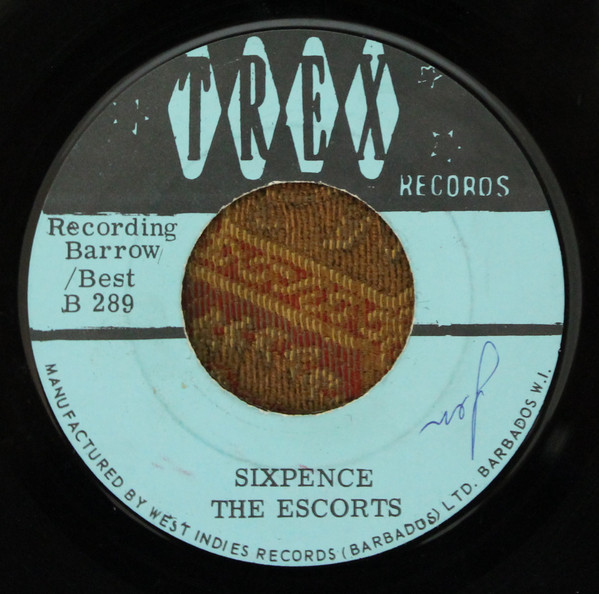 TREX
RECORDS
Recording
Barrow
/Best
B 289
SIXPENCE
THE ESCORTS
MANUFACTURED BY WEST INDIES RECORDS (BARBADOS) LTD. BARBADOS W.I.